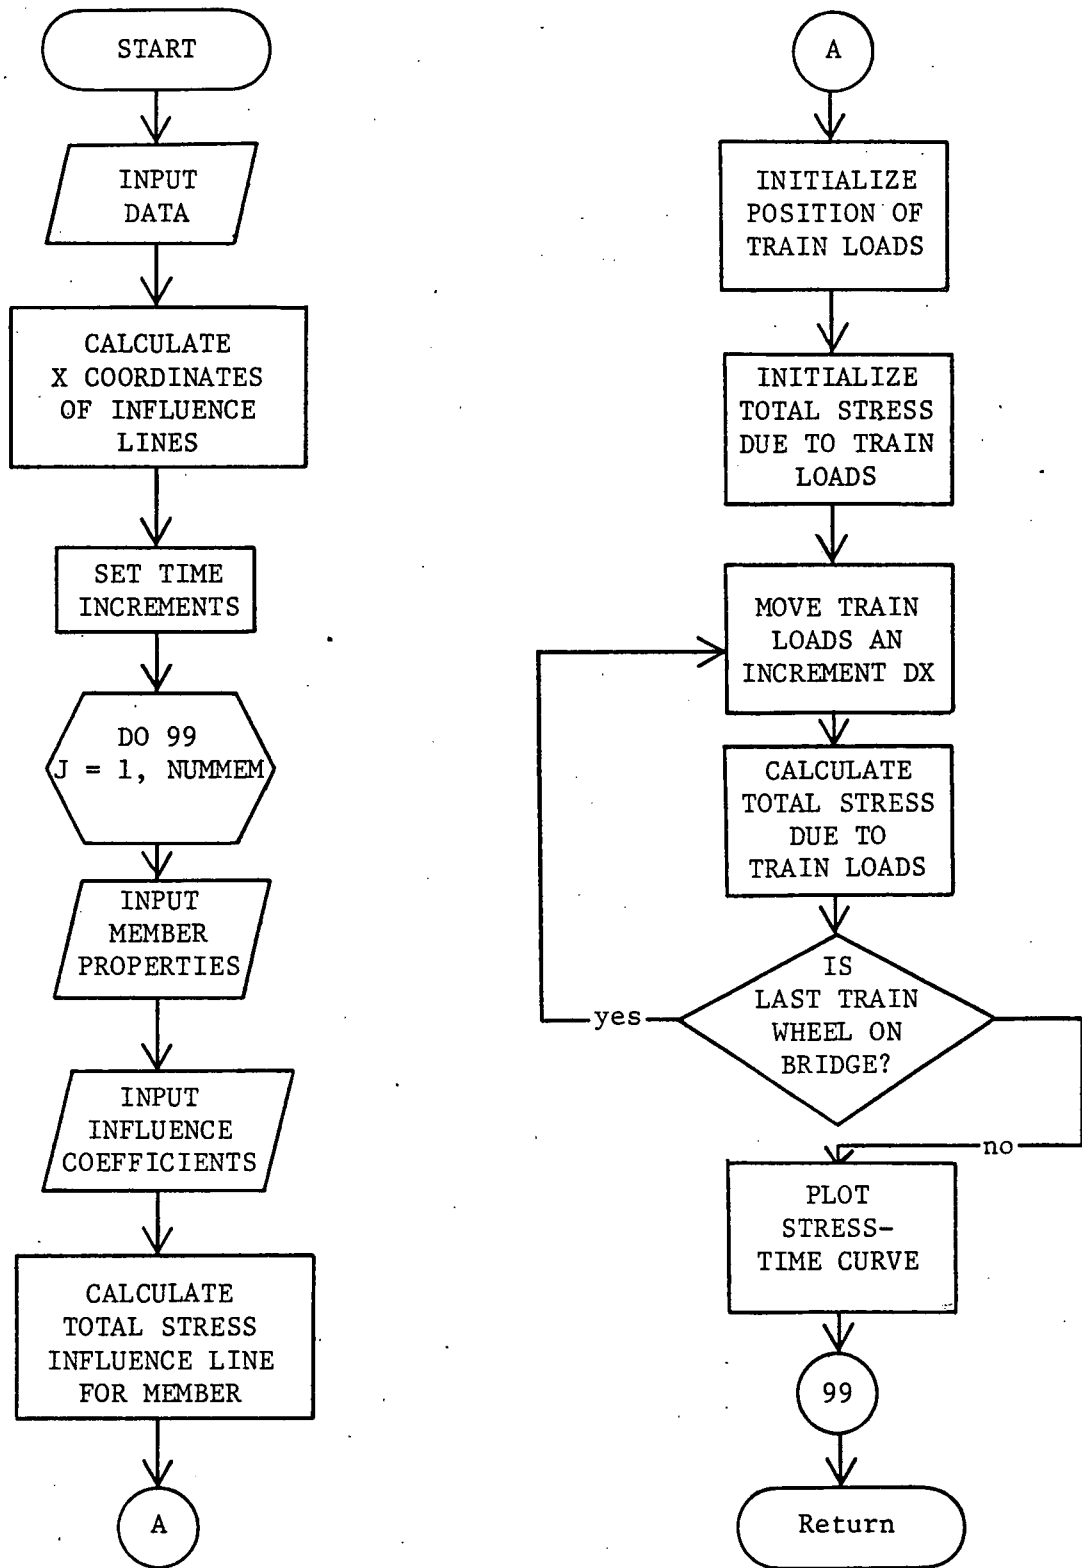 START
INPUT
DATA
CALCULATE
X COORDINATES
OF INFLUENCE
LINES
SET TIME
INCREMENTS
DO 99
J = 1, NUMMEM
INPUT
MEMBER
PROPERTIES
INPUT
INFLUENCE
COEFFICIENTS
CALCULATE
TOTAL STRESS
INFLUENCE LINE
FOR MEMBER
A
A
INITIALIZE
POSITION OF
TRAIN LOADS
INITIALIZE
TOTAL STRESS
DUE TO TRAIN
LOADS
MOVE TRAIN
LOADS AN
INCREMENT DX
CALCULATE
TOTAL STRESS
DUE TO
TRAIN LOADS
IS
LAST TRAIN
WHEEL ON
BRIDGE?
yes
no
PLOT
STRESS-
TIME CURVE
99
Return